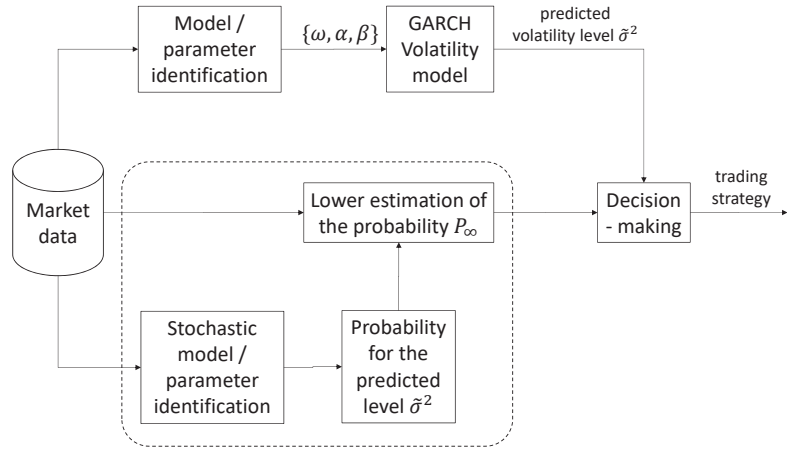 Model /
parameter
identification
{ω, α, β}
GARCH
Volatility
model
predicted
volatility level σ̃²
Market
data
Lower estimation of
the probability P∞
Decision
- making
trading
strategy
Stochastic
model /
parameter
identification
Probability
for the
predicted
level σ̃²